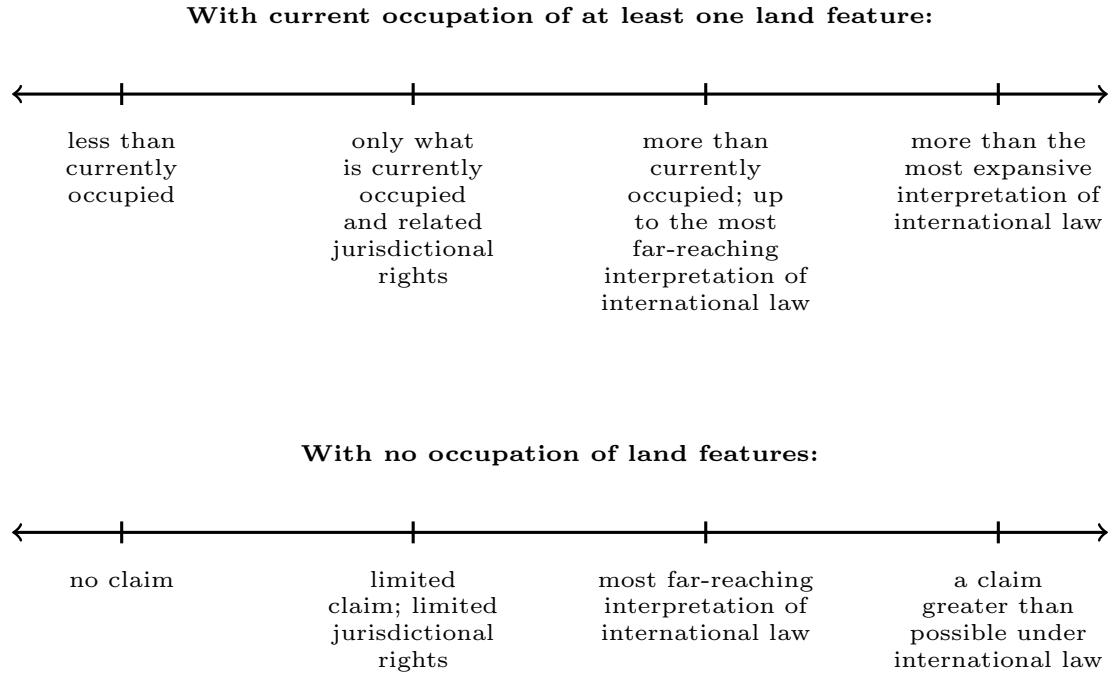 With current occupation of at least one land feature:
less than
currently
occupied
only what
is currently
occupied
and related
jurisdictional
rights
more than
currently
occupied; up
to the most
far-reaching
interpretation of
international law
more than the
most expansive
interpretation of
international law
With no occupation of land features:
no claim
limited
claim; limited
jurisdictional
rights
most far-reaching
interpretation of
international law
a claim
greater than
possible under
international law